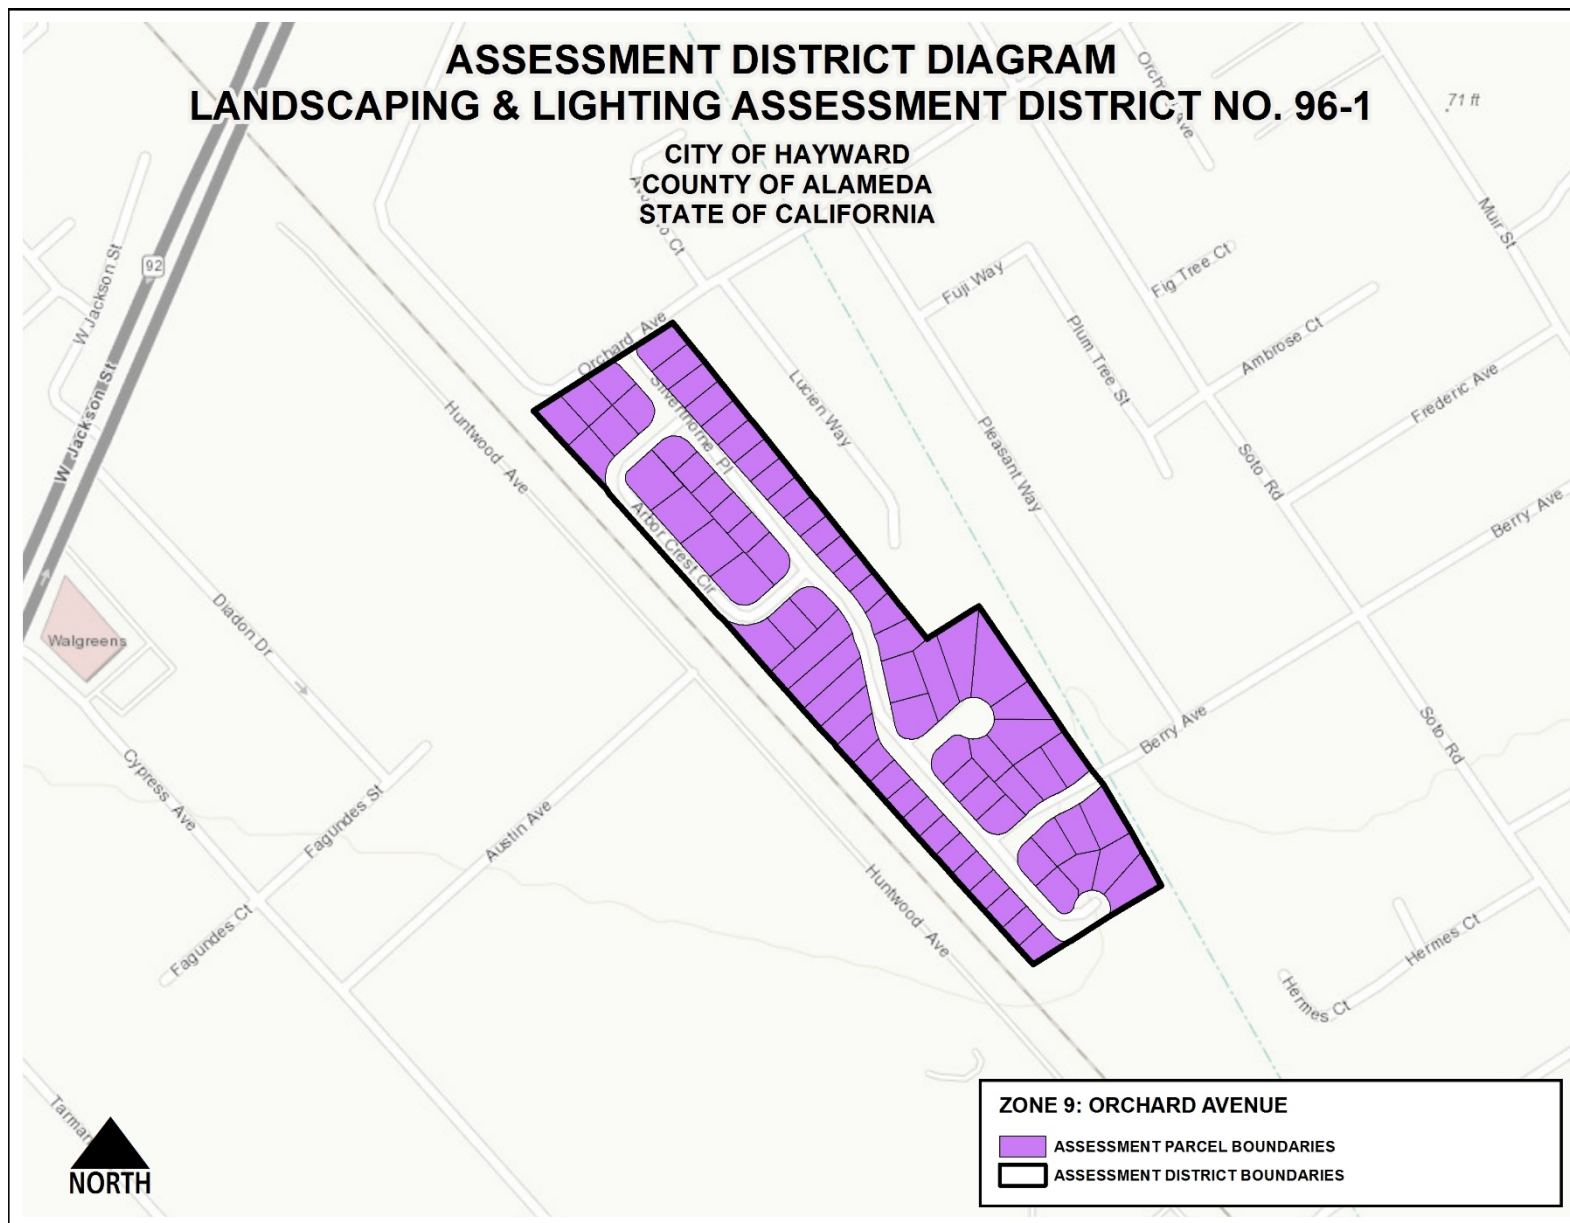 ASSESSMENT DISTRICT DIAGRAM
LANDSCAPING & LIGHTING ASSESSMENT DISTRICT NO. 96-1
CITY OF HAYWARD
COUNTY OF ALAMEDA
STATE OF CALIFORNIA
71 ft
Muir St
Fig Tree Ct
Fuji Way
W Jackson St
92
Plum Tree St
Ambrose Ct
Orchard Ave
Frederic Ave
Lucien Way
W Jackson St
Huntwood Ave
Silverthorne Pl
Pleasant Way
Soto Rd
Berry Ave
Arbor Crest Cir
Diadon Dr
Walgreens
Berry Ave
Soto Rd
Cypress Ave
Fagundes St
Austin Ave
Huntwood Ave
Fagundes Ct
Hermes Ct
Hermes Ct
ZONE 9: ORCHARD AVENUE
ASSESSMENT PARCEL BOUNDARIES
ASSESSMENT DISTRICT BOUNDARIES
NORTH